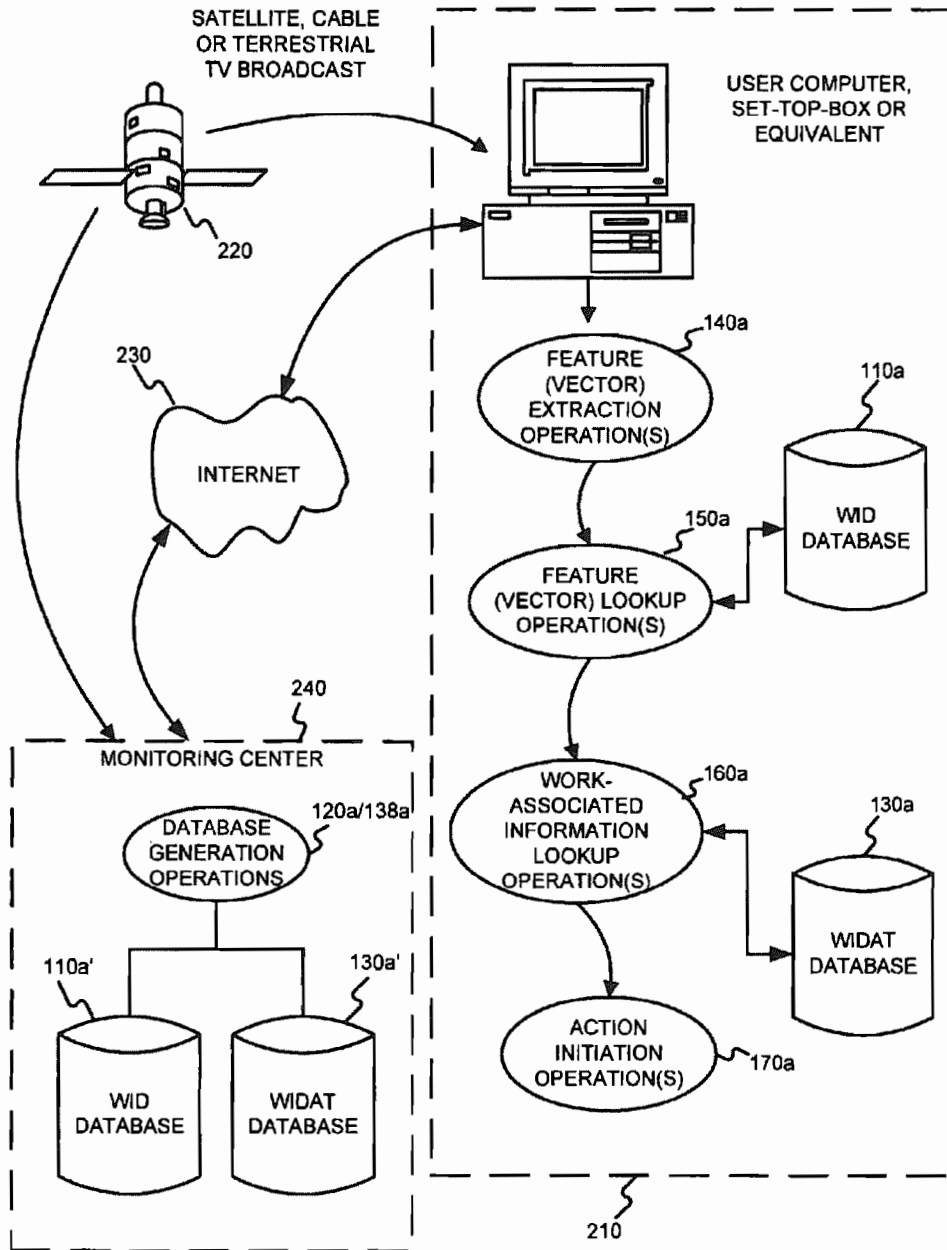 SATELLITE, CABLE
OR TERRESTRIAL
TV BROADCAST
USER COMPUTER,
SET-TOP-BOX OR
EQUIVALENT
220
140a
FEATURE
(VECTOR)
EXTRACTION
OPERATION(S)
230
INTERNET
110a
WID
DATABASE
150a
FEATURE
(VECTOR) LOOKUP
OPERATION(S)
240
MONITORING CENTER
120a/138a
DATABASE
GENERATION
OPERATIONS
160a
WORK-
ASSOCIATED
INFORMATION
LOOKUP
OPERATION(S)
130a
WIDAT
DATABASE
110a'
WID
DATABASE
130a'
WIDAT
DATABASE
ACTION
INITIATION
OPERATION(S)
170a
210